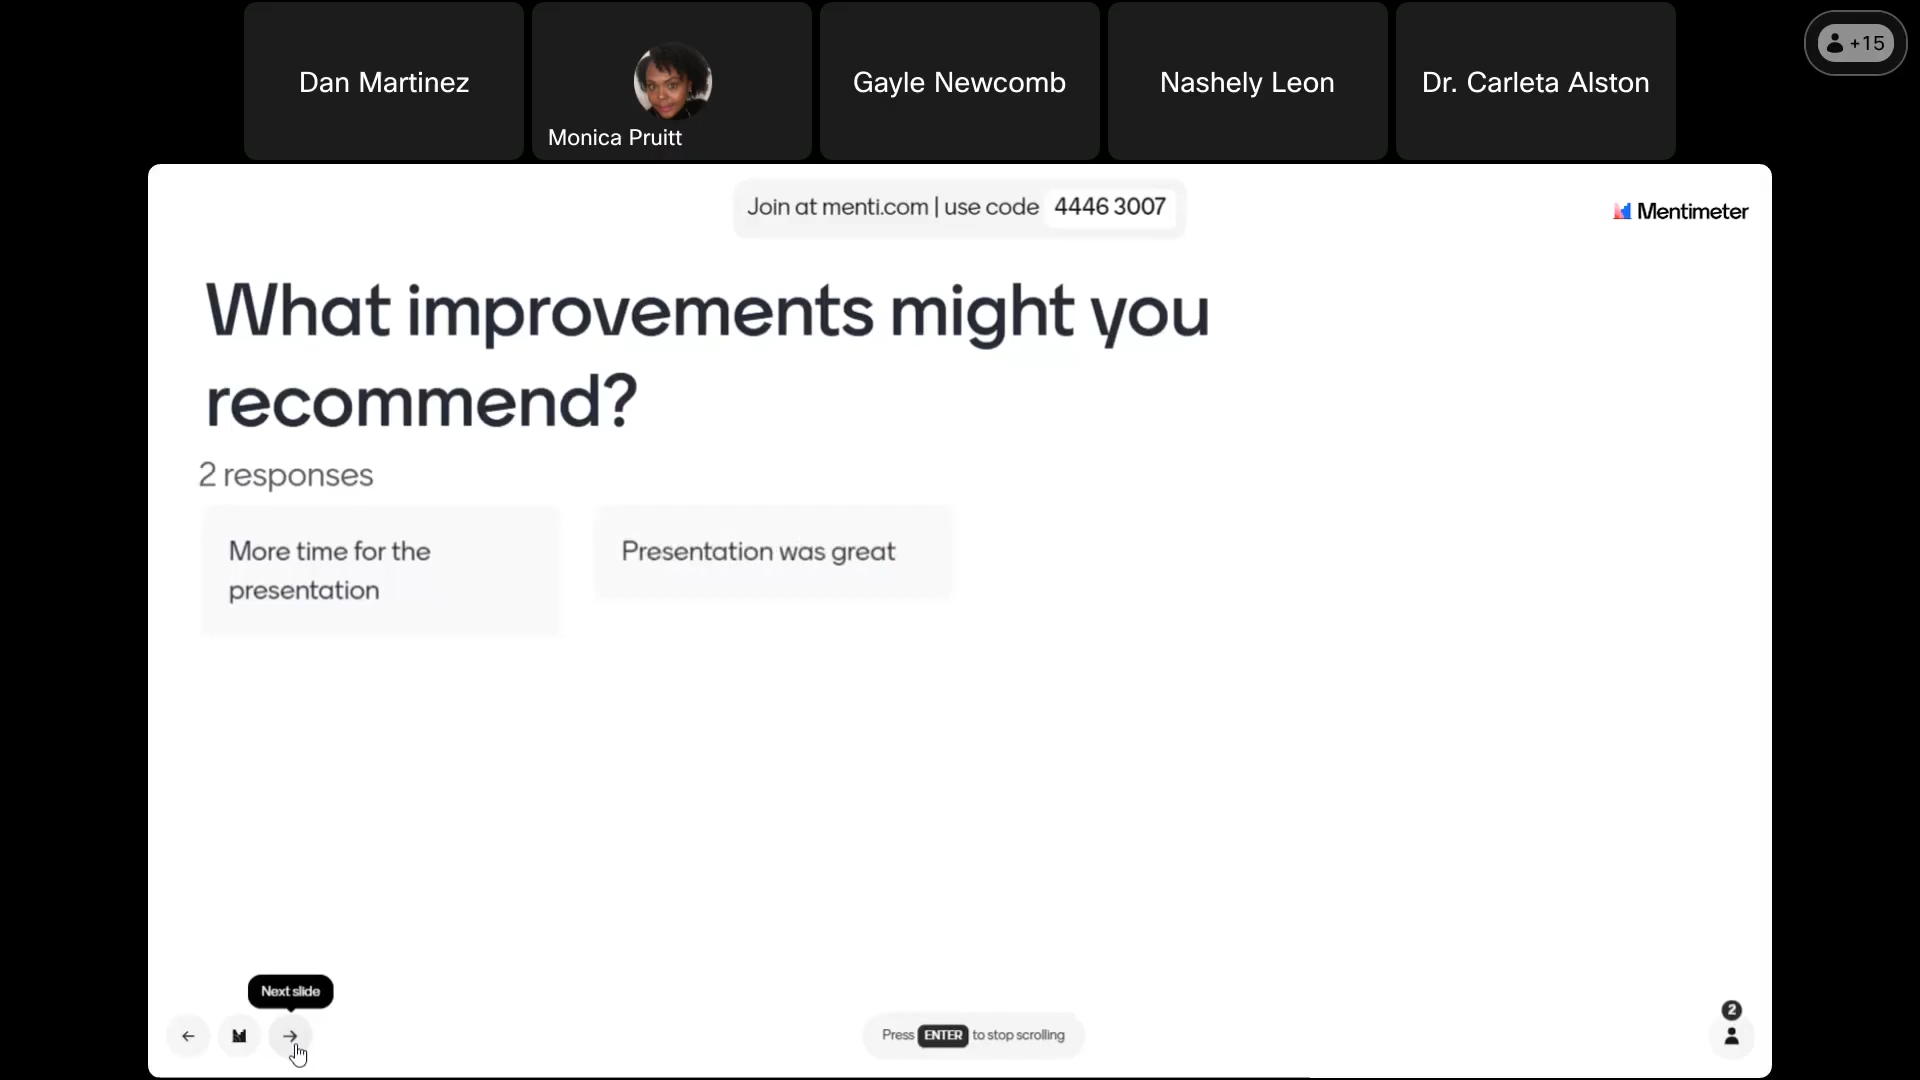 Dan Martinez
Monica Pruitt
Gayle Newcomb
Nashely Leon
Dr. Carleta Alston
+15
Join at menti.com | use code 4446 3007
Mentimeter
What improvements might you
recommend?
2 responses
More time for the
presentation
Presentation was great
Next slide
Press ENTER to stop scrolling
2